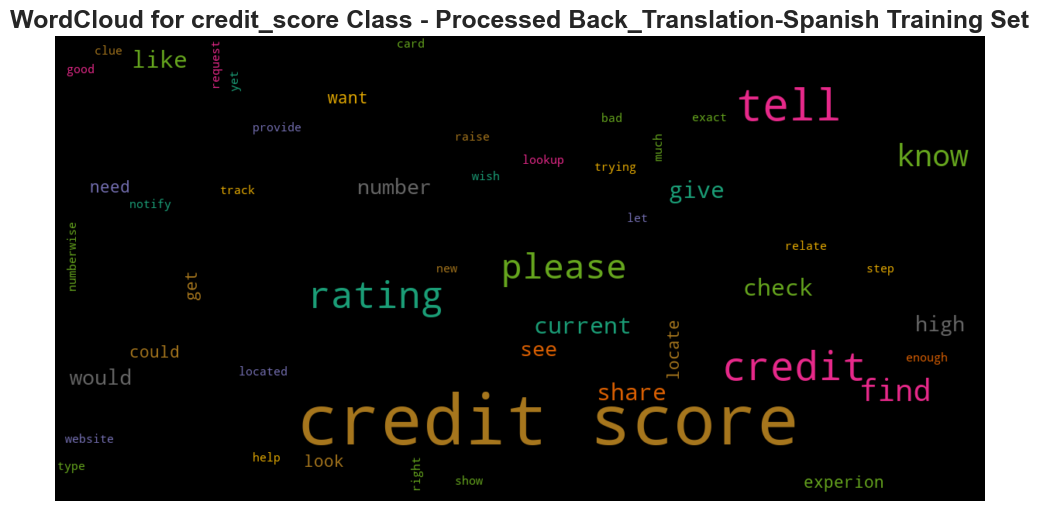 WordCloud for credit_score Class - Processed Back_Translation-Spanish Training Set
clue
card
good
like
request
yet
want
tell
provide
raise
bad
exact
much
know
lookup
trying
need
track
number
wish
give
notify
let
numberwise
relate
get
new
please
step
rating
check
current
high
could
see
locate
enough
would
located
share
credit
find
credit score
website
type
help
look
right
show
experion